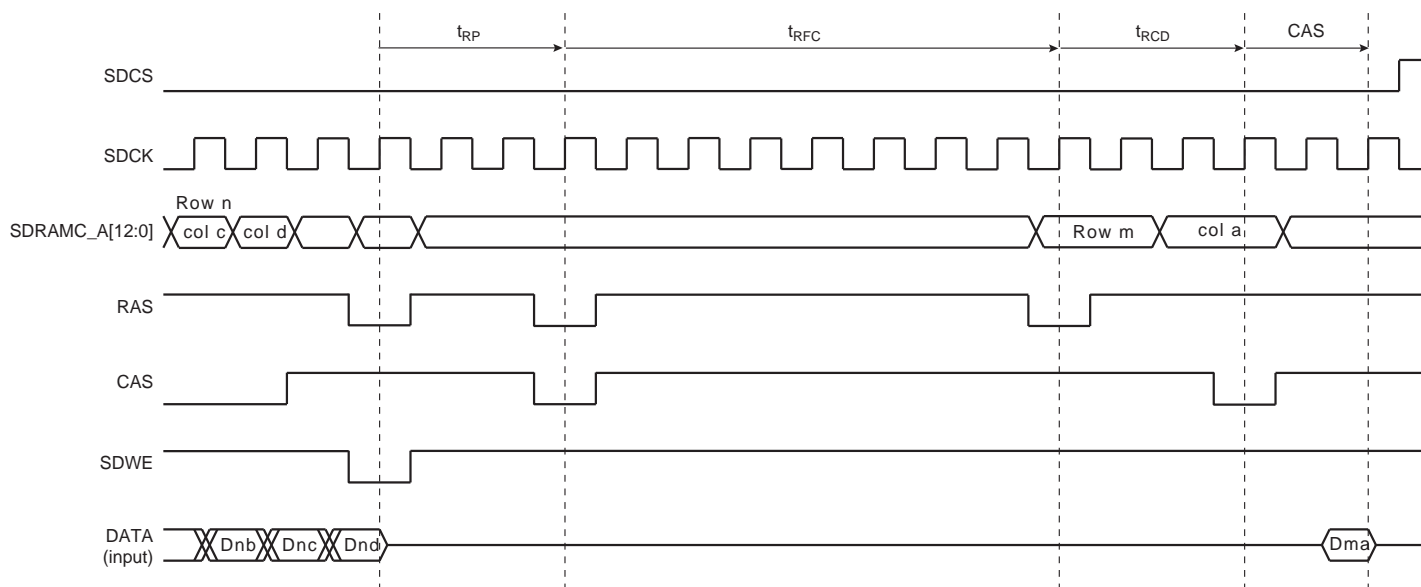 tRP tRFC tRCD CAS
SDCS
SDCK
Row n
SDRAMC_A[12:0] col c col d Row m col a
RAS
CAS
SDWE
DATA
(input) Dnb Dnc Dnd Dma